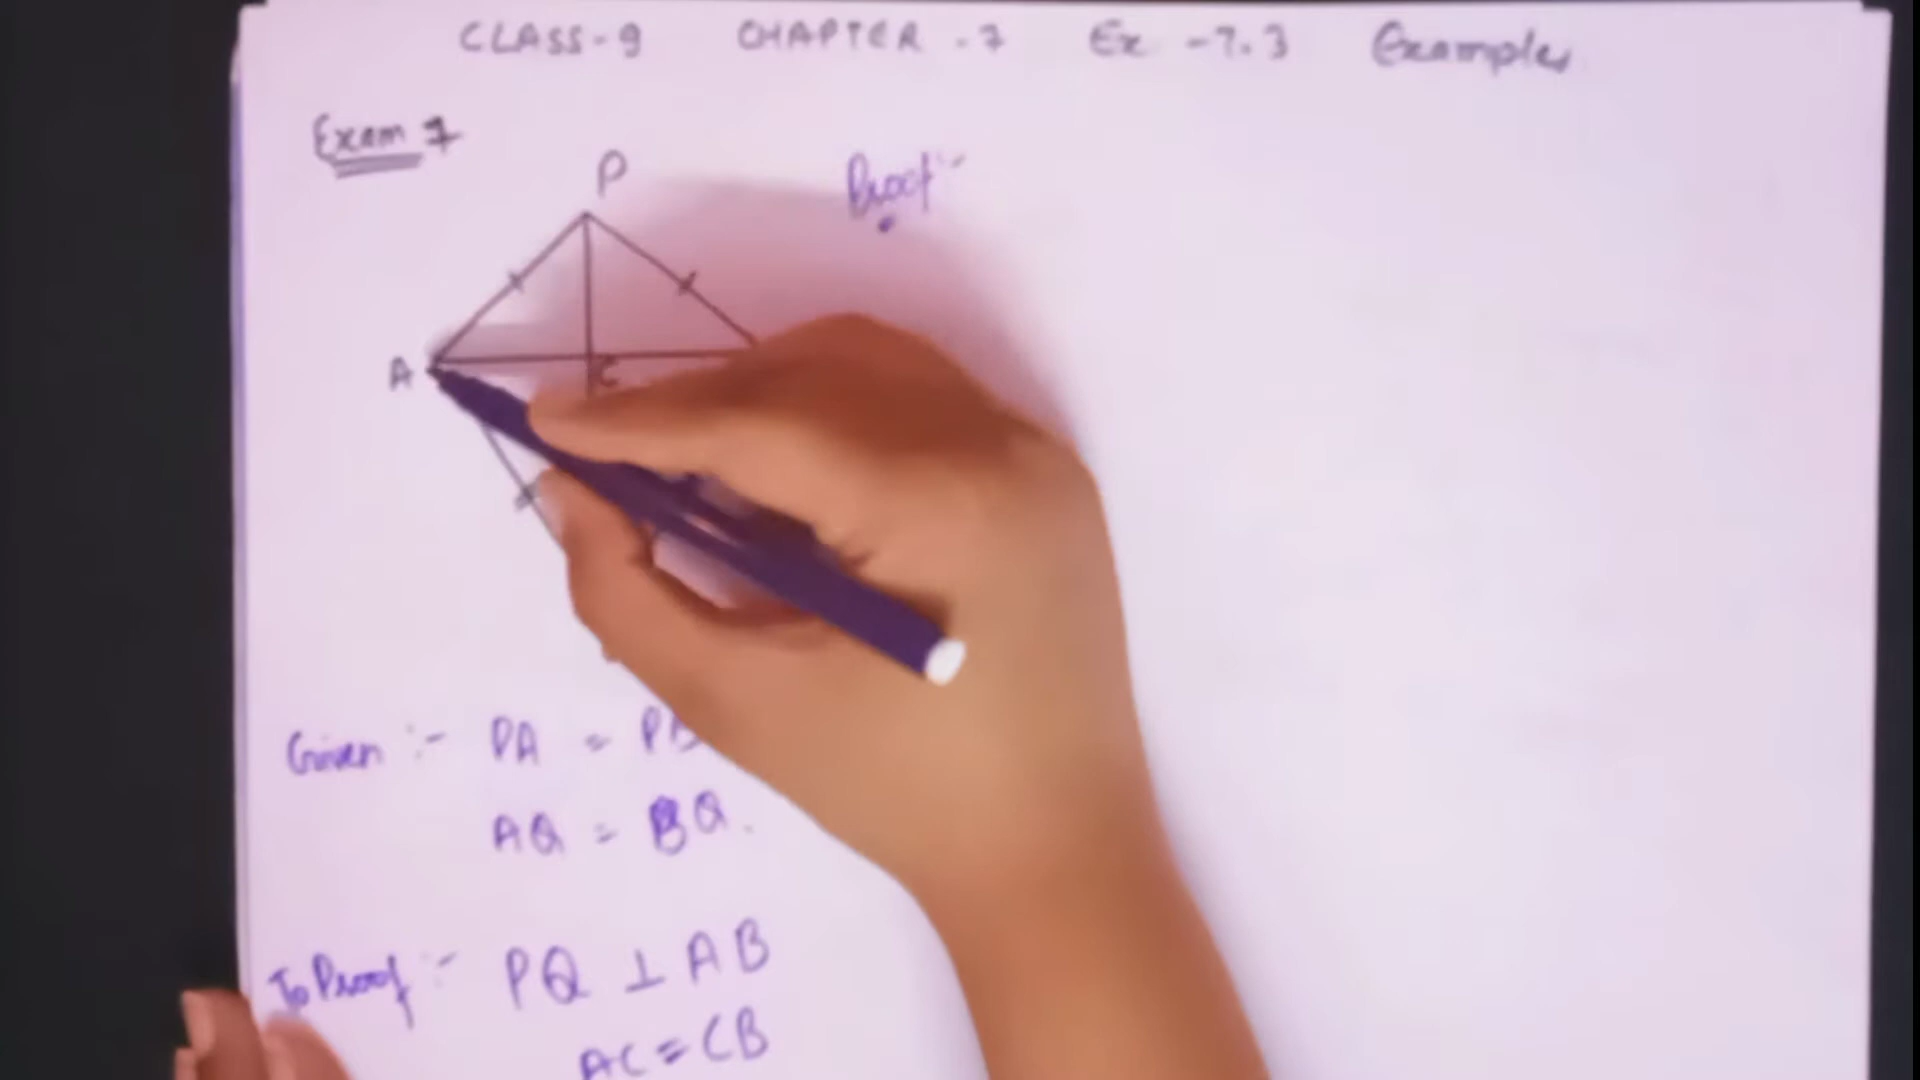 CLASS-9 CHAPTER-7 Ex-7.3 Examples
Exam 7
P
Proof:-
A
C
Given :- PA = PB
AQ = BQ.
To Proof :- PQ ⊥ AB
AC = CB